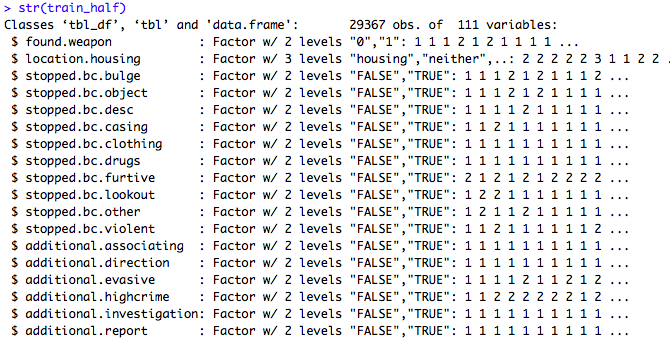 > str(train_half)
Classes ‘tbl_df’, ‘tbl’ and 'data.frame':	29367 obs. of  111 variables:
 $ found.weapon            : Factor w/ 2 levels "0","1": 1 1 1 2 1 2 1 1 1 1 ...
 $ location.housing        : Factor w/ 3 levels "housing","neither",..: 2 2 2 2 2 3 1 1 2 2 .
 $ stopped.bc.bulge        : Factor w/ 2 levels "FALSE","TRUE": 1 1 1 2 1 2 1 1 1 2 ...
 $ stopped.bc.object       : Factor w/ 2 levels "FALSE","TRUE": 1 1 1 2 1 2 1 1 1 1 ...
 $ stopped.bc.desc         : Factor w/ 2 levels "FALSE","TRUE": 1 1 1 1 2 1 1 1 1 1 ...
 $ stopped.bc.casing       : Factor w/ 2 levels "FALSE","TRUE": 1 1 2 1 1 1 1 1 1 1 ...
 $ stopped.bc.clothing     : Factor w/ 2 levels "FALSE","TRUE": 1 1 1 1 1 1 1 1 1 1 ...
 $ stopped.bc.drugs        : Factor w/ 2 levels "FALSE","TRUE": 1 1 1 1 1 1 1 1 1 1 ...
 $ stopped.bc.furtive      : Factor w/ 2 levels "FALSE","TRUE": 2 1 2 1 2 1 2 2 2 2 ...
 $ stopped.bc.lookout      : Factor w/ 2 levels "FALSE","TRUE": 1 2 2 1 1 1 1 1 1 1 ...
 $ stopped.bc.other        : Factor w/ 2 levels "FALSE","TRUE": 1 2 1 1 2 1 1 1 1 1 ...
 $ stopped.bc.violent      : Factor w/ 2 levels "FALSE","TRUE": 1 1 2 1 1 1 1 1 1 2 ...
 $ additional.associating  : Factor w/ 2 levels "FALSE","TRUE": 1 1 1 1 1 1 1 1 1 1 ...
 $ additional.direction    : Factor w/ 2 levels "FALSE","TRUE": 1 1 1 1 1 1 1 1 1 1 ...
 $ additional.evasive      : Factor w/ 2 levels "FALSE","TRUE": 1 1 1 1 2 1 1 2 1 2 ...
 $ additional.highcrime    : Factor w/ 2 levels "FALSE","TRUE": 1 1 2 2 2 2 2 2 1 2 ...
 $ additional.investigation: Factor w/ 2 levels "FALSE","TRUE": 1 1 1 1 1 1 1 1 1 1 ...
 $ additional.report       : Factor w/ 2 levels "FALSE","TRUE": 1 1 1 1 1 1 1 1 1 1 ...